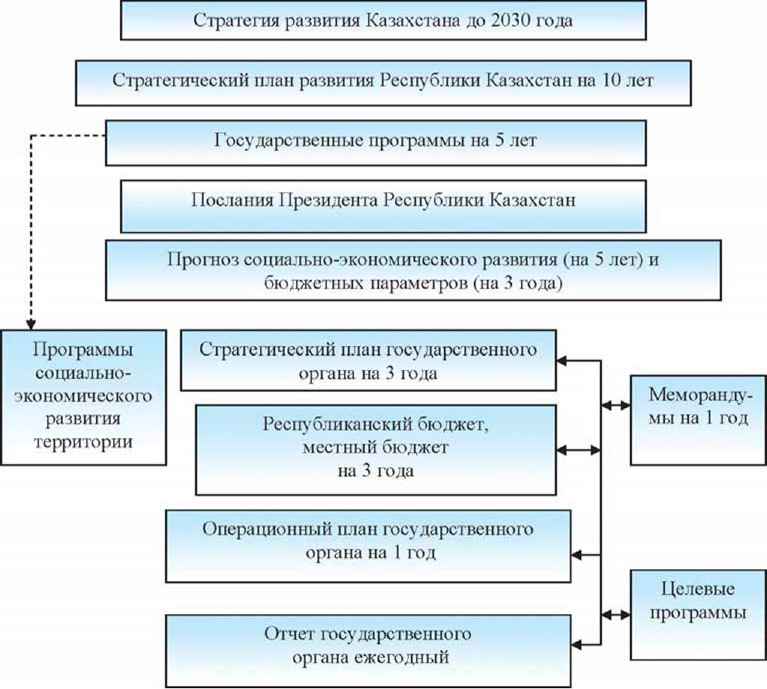 Стратегия развития Казахстана до 2030 года
Стратегический план развития Республики Казахстан на 10 лет
Государственные программы на 5 лет
Послания Президента Республики Казахстан
Прогноз социально-экономического развития (на 5 лет) и
бюджетных параметров (на 3 года)
Программы
социально-
экономического
развития
территории
Стратегический план государственного
органа на 3 года
Республиканский бюджет,
местный бюджет
на 3 года
Операционный план государственного
органа на 1 год
Отчет государственного
органа ежегодный
Меморанду-
мы на 1 год
Целевые
программы